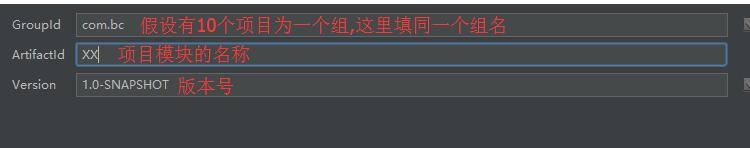 GroupId com.bc 假设有10个项目为一个组,这里填同一个组名
ArtifactId XX 项目模块的名称
Version 1.0-SNAPSHOT 版本号